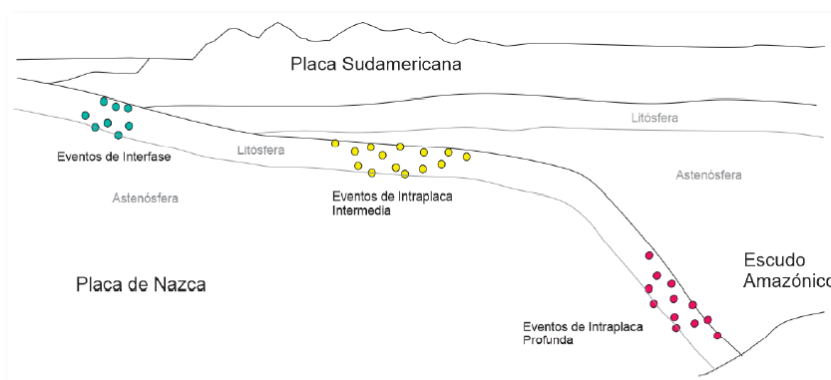 Placa Sudamericana
Litósfera
Eventos de Interfase
Litósfera
Astenósfera
Astenósfera
Eventos de Intraplaca
Intermedia
Escudo
Amazónico
Placa de Nazca
Eventos de Intraplaca
Profunda